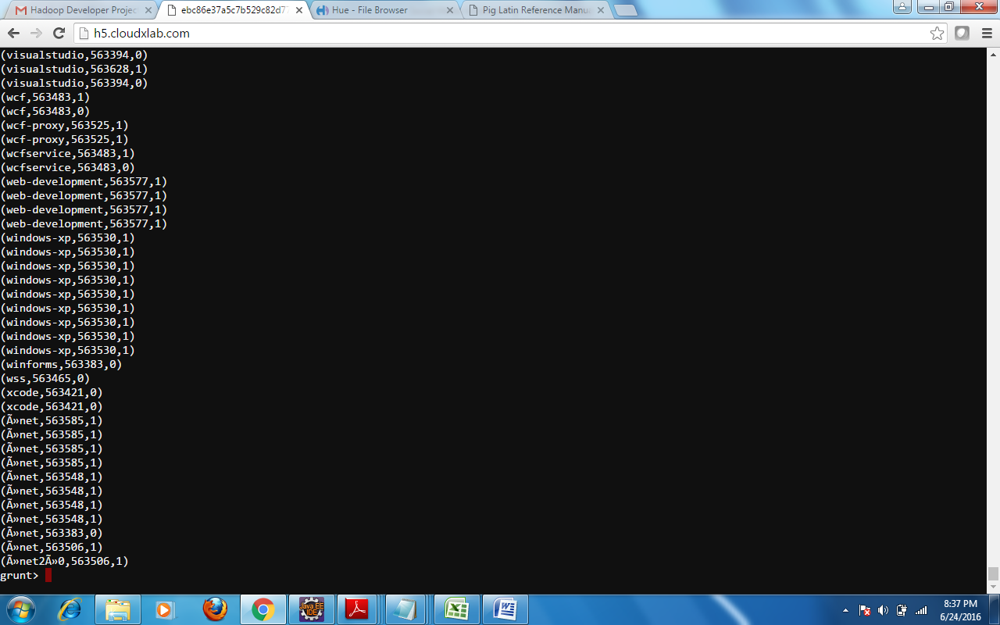 Hadoop Developer Projec
ebc86e37a5c7b529c82d7
Hue - File Browser
Pig Latin Reference Manu
h5.cloudxlab.com
(visualstudio,563394,0)
(visualstudio,563628,1)
(visualstudio,563394,0)
(wcf,563483,1)
(wcf,563483,0)
(wcf-proxy,563525,1)
(wcf-proxy,563525,1)
(wcfservice,563483,1)
(wcfservice,563483,0)
(web-development,563577,1)
(web-development,563577,1)
(web-development,563577,1)
(web-development,563577,1)
(windows-xp,563530,1)
(windows-xp,563530,1)
(windows-xp,563530,1)
(windows-xp,563530,1)
(windows-xp,563530,1)
(windows-xp,563530,1)
(windows-xp,563530,1)
(windows-xp,563530,1)
(windows-xp,563530,1)
(winforms,563383,0)
(wss,563465,0)
(xcode,563421,0)
(xcode,563421,0)
(Ã»net,563585,1)
(Ã»net,563585,1)
(Ã»net,563585,1)
(Ã»net,563585,1)
(Ã»net,563548,1)
(Ã»net,563548,1)
(Ã»net,563548,1)
(Ã»net,563548,1)
(Ã»net,563383,0)
(Ã»net,563506,1)
(Ã»net2Ã»0,563506,1)
grunt>
Java EE
IDE
8:37 PM
6/24/2016